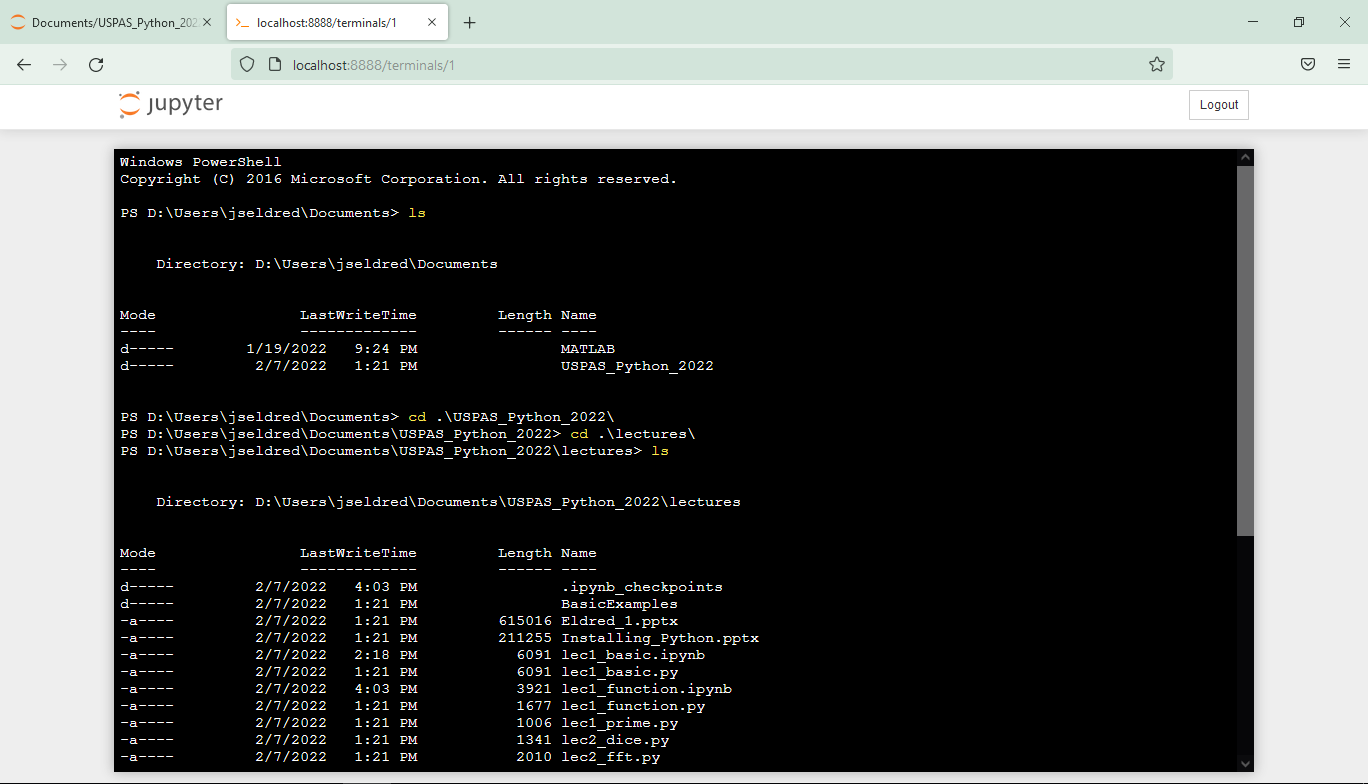 Documents/USPAS_Python_202
localhost:8888/terminals/1
localhost:8888/terminals/1
jupyter
Logout
Windows PowerShell
Copyright (C) 2016 Microsoft Corporation. All rights reserved.
PS D:\Users\jseldred\Documents> ls
Directory: D:\Users\jseldred\Documents
Mode LastWriteTime Length Name
---- ------------- ------ ----
d----- 1/19/2022 9:24 PM MATLAB
d----- 2/7/2022 1:21 PM USPAS_Python_2022
PS D:\Users\jseldred\Documents> cd .\USPAS_Python_2022\
PS D:\Users\jseldred\Documents\USPAS_Python_2022> cd .\lectures\
PS D:\Users\jseldred\Documents\USPAS_Python_2022\lectures> ls
Directory: D:\Users\jseldred\Documents\USPAS_Python_2022\lectures
Mode LastWriteTime Length Name
---- ------------- ------ ----
d----- 2/7/2022 4:03 PM .ipynb_checkpoints
d----- 2/7/2022 1:21 PM BasicExamples
-a---- 2/7/2022 1:21 PM 615016 Eldred_1.pptx
-a---- 2/7/2022 1:21 PM 211255 Installing_Python.pptx
-a---- 2/7/2022 2:18 PM 6091 lec1_basic.ipynb
-a---- 2/7/2022 1:21 PM 6091 lec1_basic.py
-a---- 2/7/2022 4:03 PM 3921 lec1_function.ipynb
-a---- 2/7/2022 1:21 PM 1677 lec1_function.py
-a---- 2/7/2022 1:21 PM 1006 lec1_prime.py
-a---- 2/7/2022 1:21 PM 1341 lec2_dice.py
-a---- 2/7/2022 1:21 PM 2010 lec2_fft.py